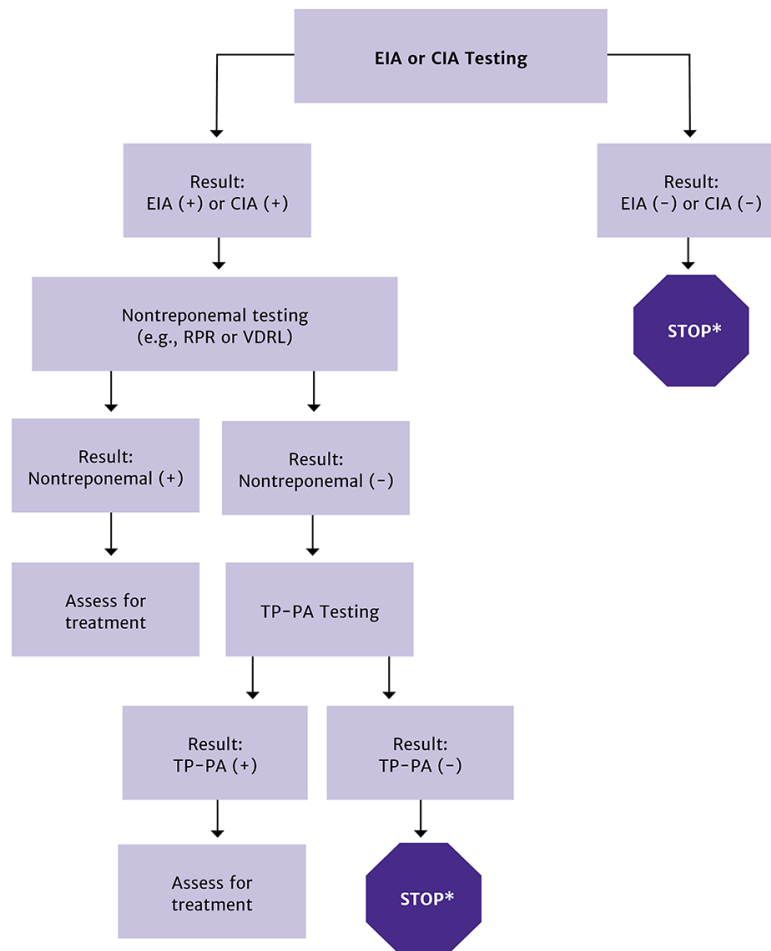 EIA or CIA Testing
Result:
EIA (+) or CIA (+)
Result:
EIA (-) or CIA (-)
Nontreponemal testing
(e.g., RPR or VDRL)
STOP*
Result:
Nontreponemal (+)
Result:
Nontreponemal (-)
Assess for
treatment
TP-PA Testing
Result:
TP-PA (+)
Result:
TP-PA (-)
Assess for
treatment
STOP*